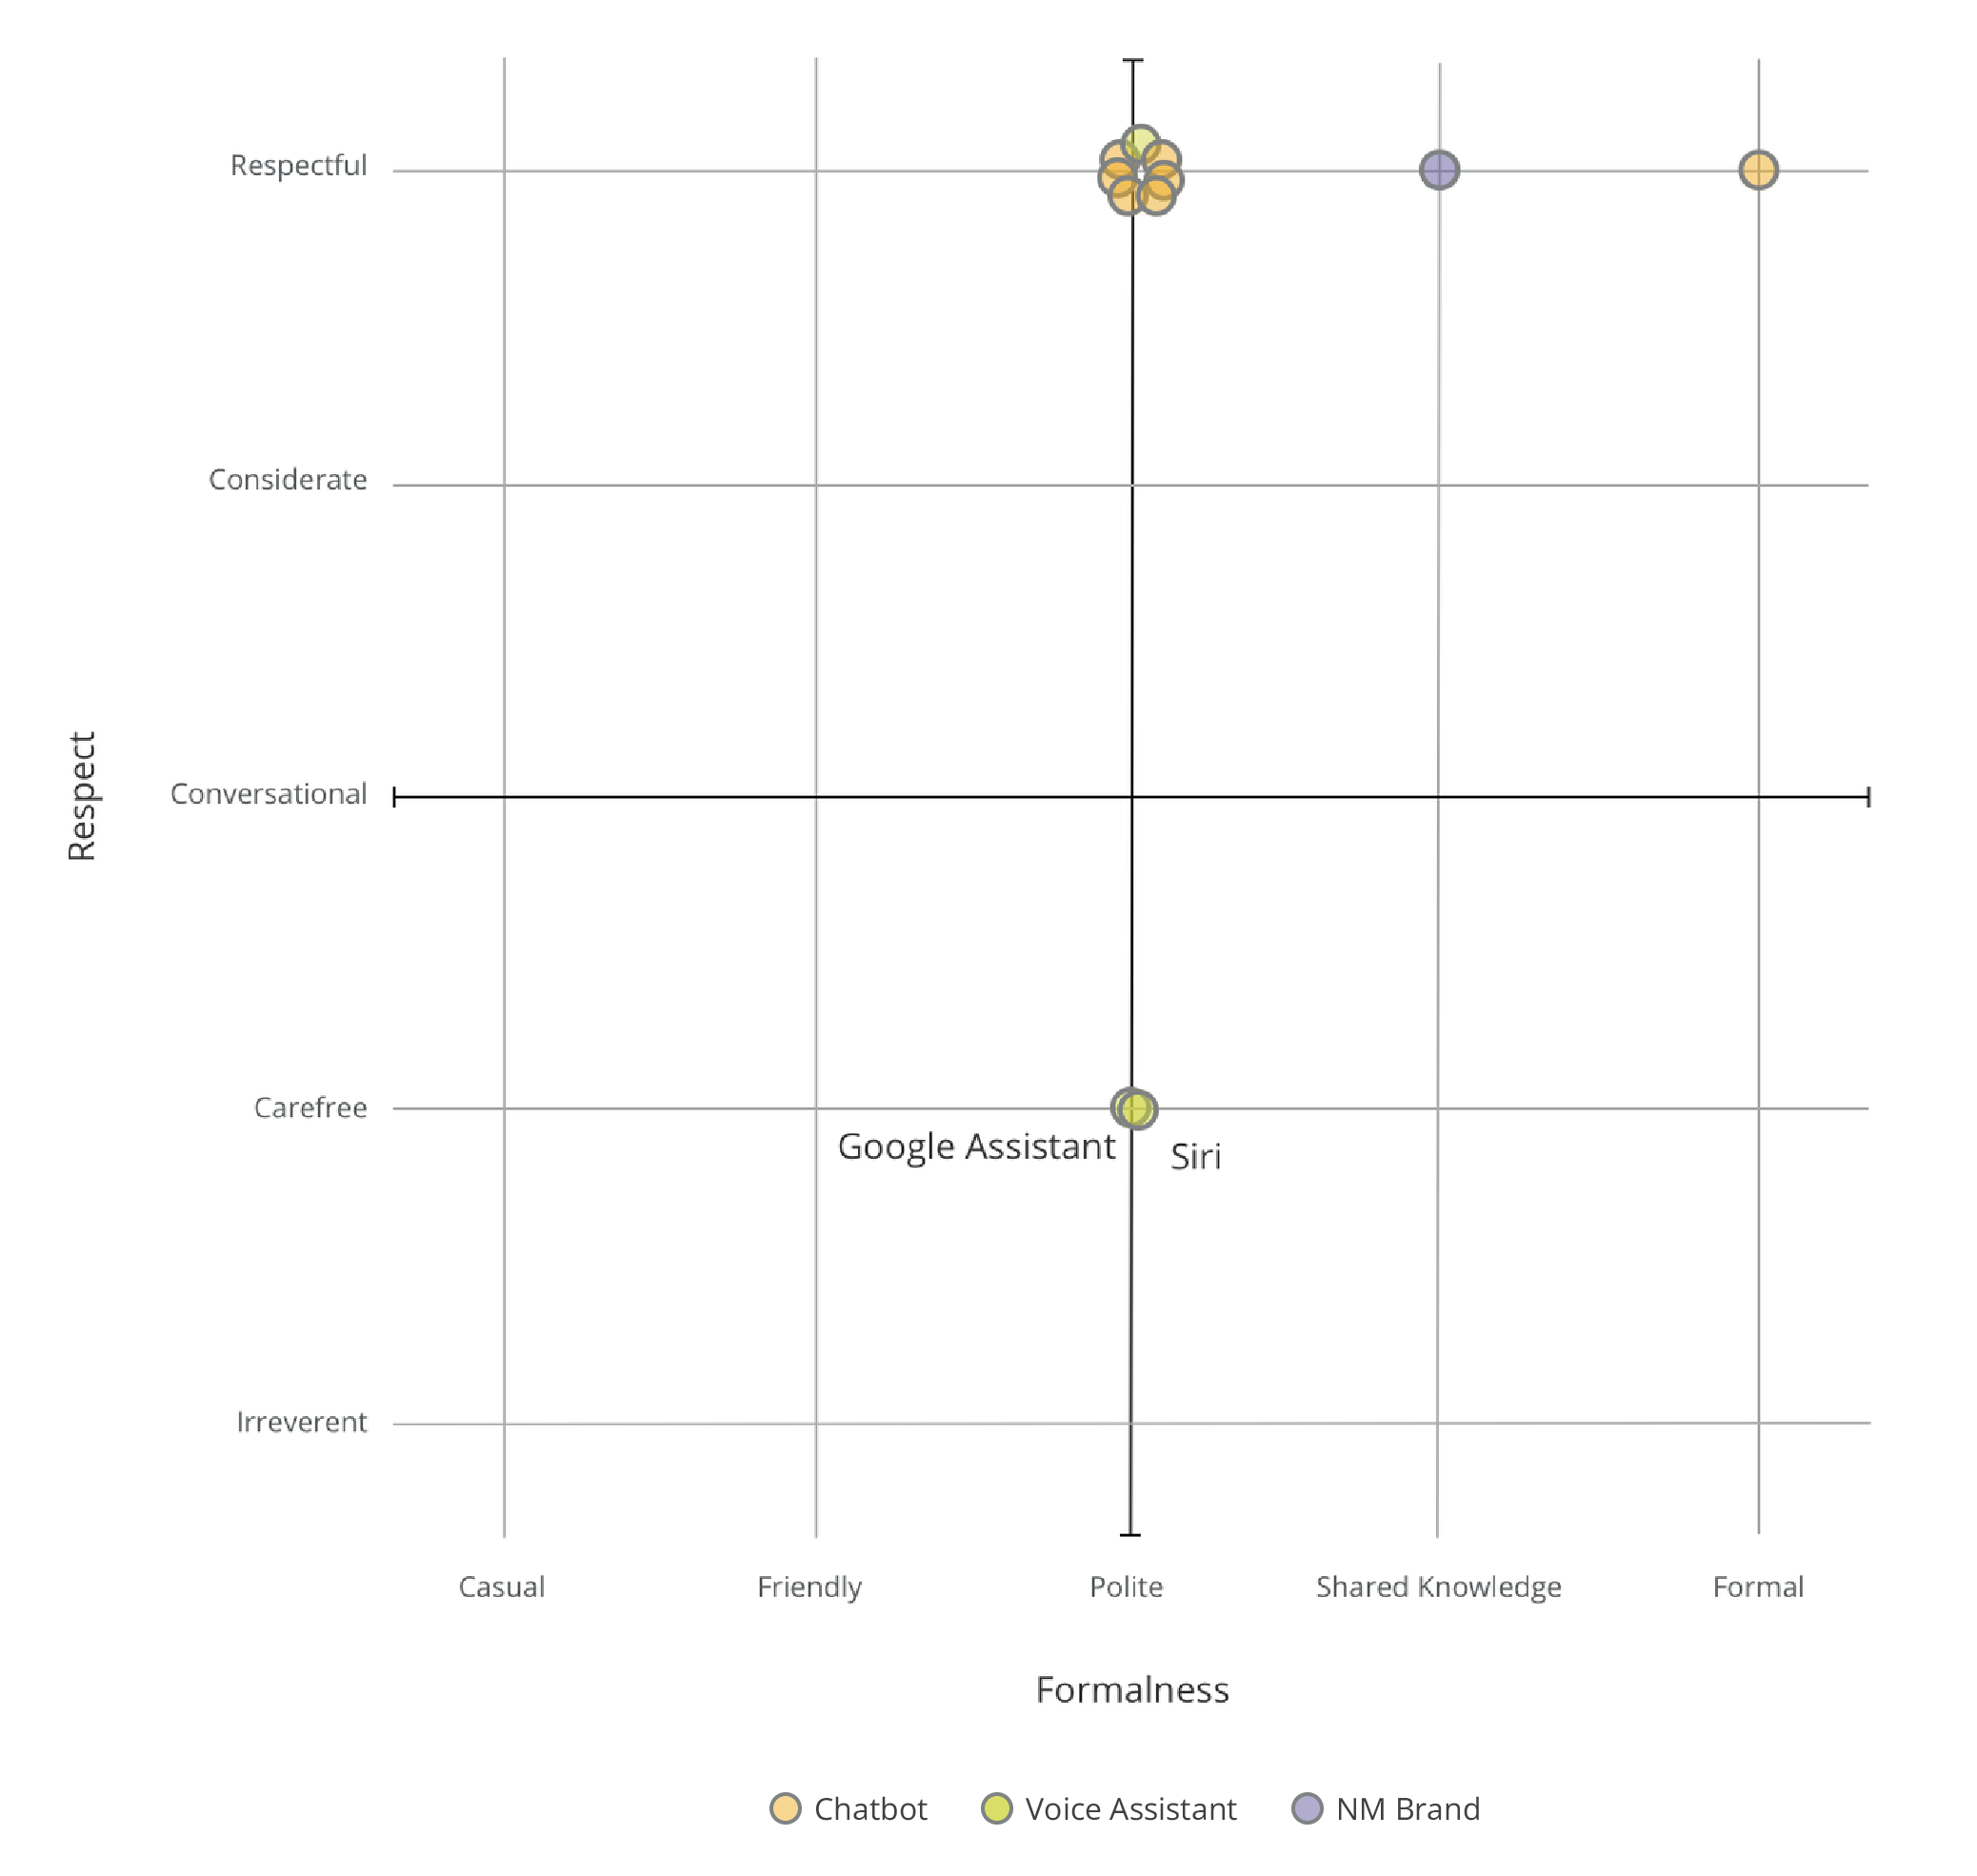 Respectful
Considerate
Conversational
Respect
Carefree
Google Assistant
Siri
Irreverent
Casual
Friendly
Polite
Shared Knowledge
Formal
Formalness
Chatbot
Voice Assistant
NM Brand